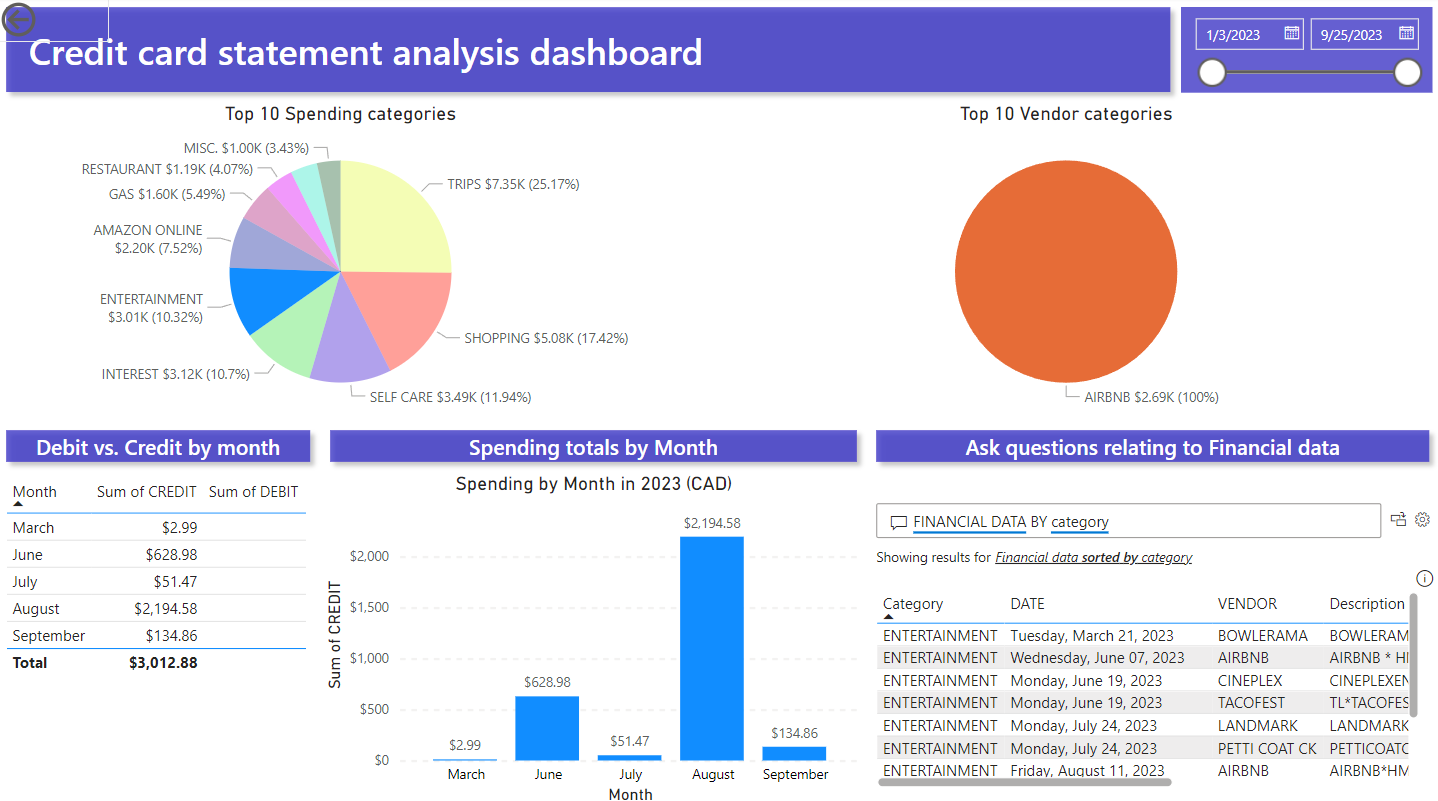 Credit card statement analysis dashboard
1/3/2023
9/25/2023
Top 10 Spending categories
MISC. $1.00K (3.43%)
RESTAURANT $1.19K (4.07%)
GAS $1.60K (5.49%)
AMAZON ONLINE
$2.20K (7.52%)
ENTERTAINMENT
$3.01K (10.32%)
INTEREST $3.12K (10.7%)
TRIPS $7.35K (25.17%)
SHOPPING $5.08K (17.42%)
SELF CARE $3.49K (11.94%)
Top 10 Vendor categories
AIRBNB $2.69K (100%)
Debit vs. Credit by month
Month Sum of CREDIT Sum of DEBIT
March $2.99
June $628.98
July $51.47
August $2,194.58
September $134.86
Total $3,012.88
Spending totals by Month
Spending by Month in 2023 (CAD)
Sum of CREDIT
$2,000
$1,500
$1,000
$500
$0
$2.99
$628.98
$51.47
$2,194.58
$134.86
March June July August September
Month
Ask questions relating to Financial data
FINANCIAL DATA BY category
Showing results for Financial data sorted by category
Category DATE VENDOR Description
ENTERTAINMENT Tuesday, March 21, 2023 BOWLERAMA BOWLERAM
ENTERTAINMENT Wednesday, June 07, 2023 AIRBNB AIRBNB * HI
ENTERTAINMENT Monday, June 19, 2023 CINEPLEX CINEPLEXEN
ENTERTAINMENT Monday, June 19, 2023 TACOFEST TL*TACOFES
ENTERTAINMENT Monday, July 24, 2023 LANDMARK LANDMARK
ENTERTAINMENT Monday, July 24, 2023 PETTI COAT CK PETTICOATC
ENTERTAINMENT Friday, August 11, 2023 AIRBNB AIRBNB*HM